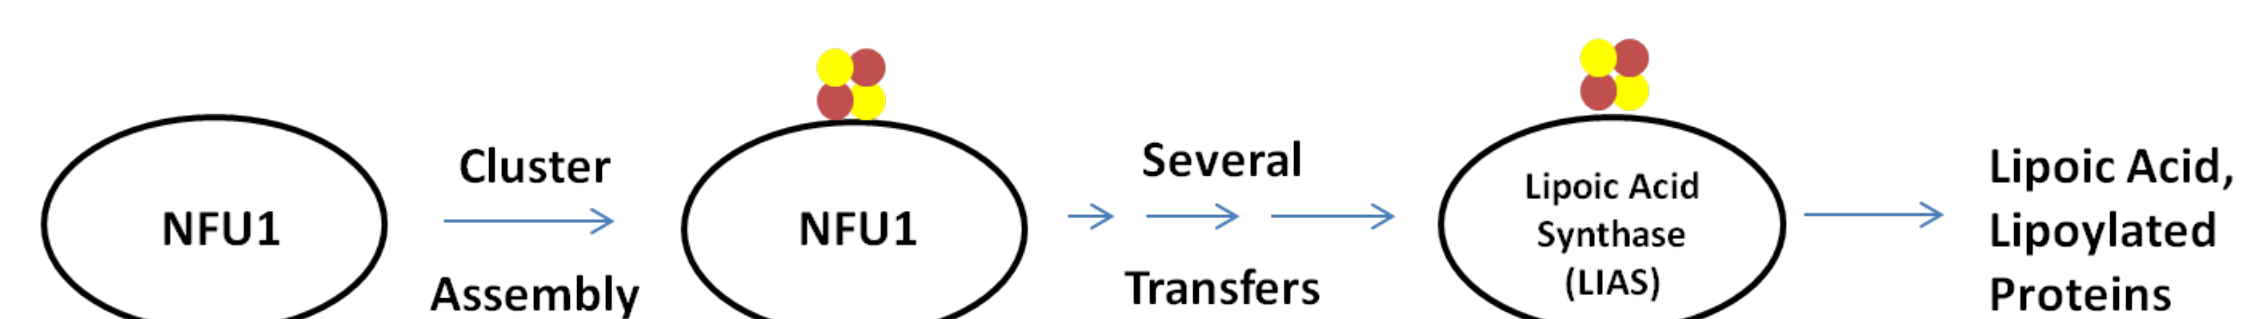 NFU1
Cluster
Assembly
NFU1
Several
Transfers
Lipoic Acid
Synthase
(LIAS)
Lipoic Acid,
Lipoylated
Proteins